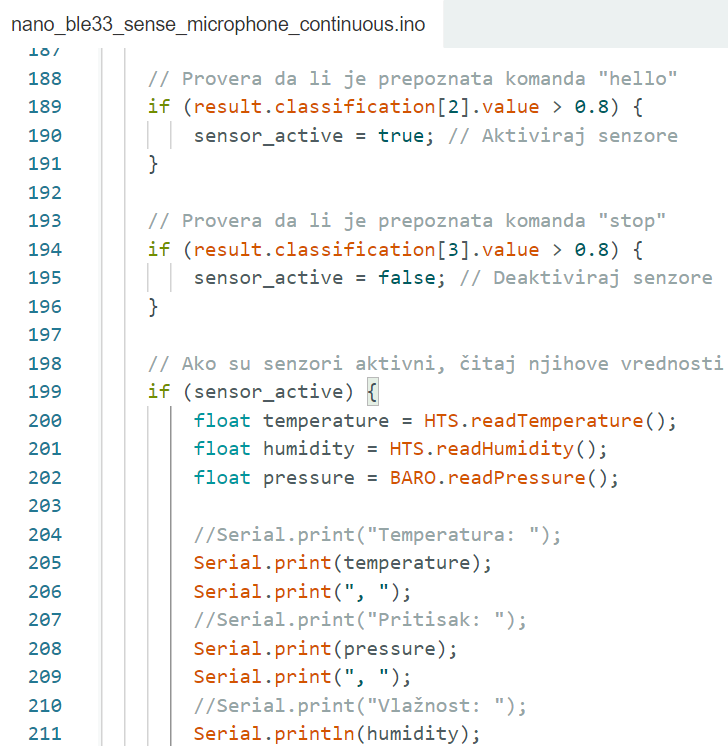 nano_ble33_sense_microphone_continuous.ino
187
188 // Provera da li je prepoznata komanda "hello"
189 if (result.classification[2].value > 0.8) {
190 sensor_active = true; // Aktiviraj senzore
191 }
192
193 // Provera da li je prepoznata komanda "stop"
194 if (result.classification[3].value > 0.8) {
195 sensor_active = false; // Deaktiviraj senzore
196 }
197
198 // Ako su senzori aktivni, čitaj njihove vrednosti
199 if (sensor_active) {
200 float temperature = HTS.readTemperature();
201 float humidity = HTS.readHumidity();
202 float pressure = BARO.readPressure();
203
204 //Serial.print("Temperatura: ");
205 Serial.print(temperature);
206 Serial.print(", ");
207 //Serial.print("Pritisak: ");
208 Serial.print(pressure);
209 Serial.print(", ");
210 //Serial.print("Vlažnost: ");
211 Serial.println(humidity);